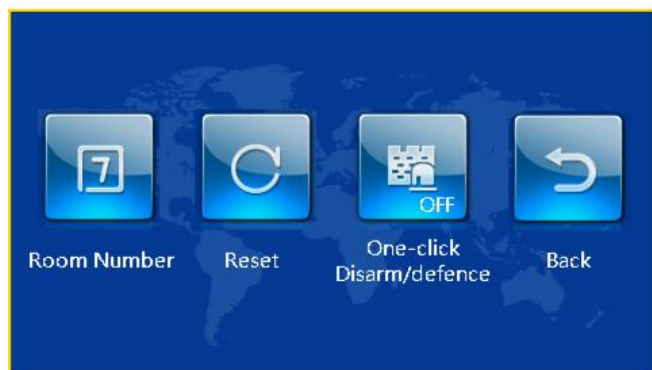 7
OFF
Room Number
Reset
One-click
Disarm/defence
Back